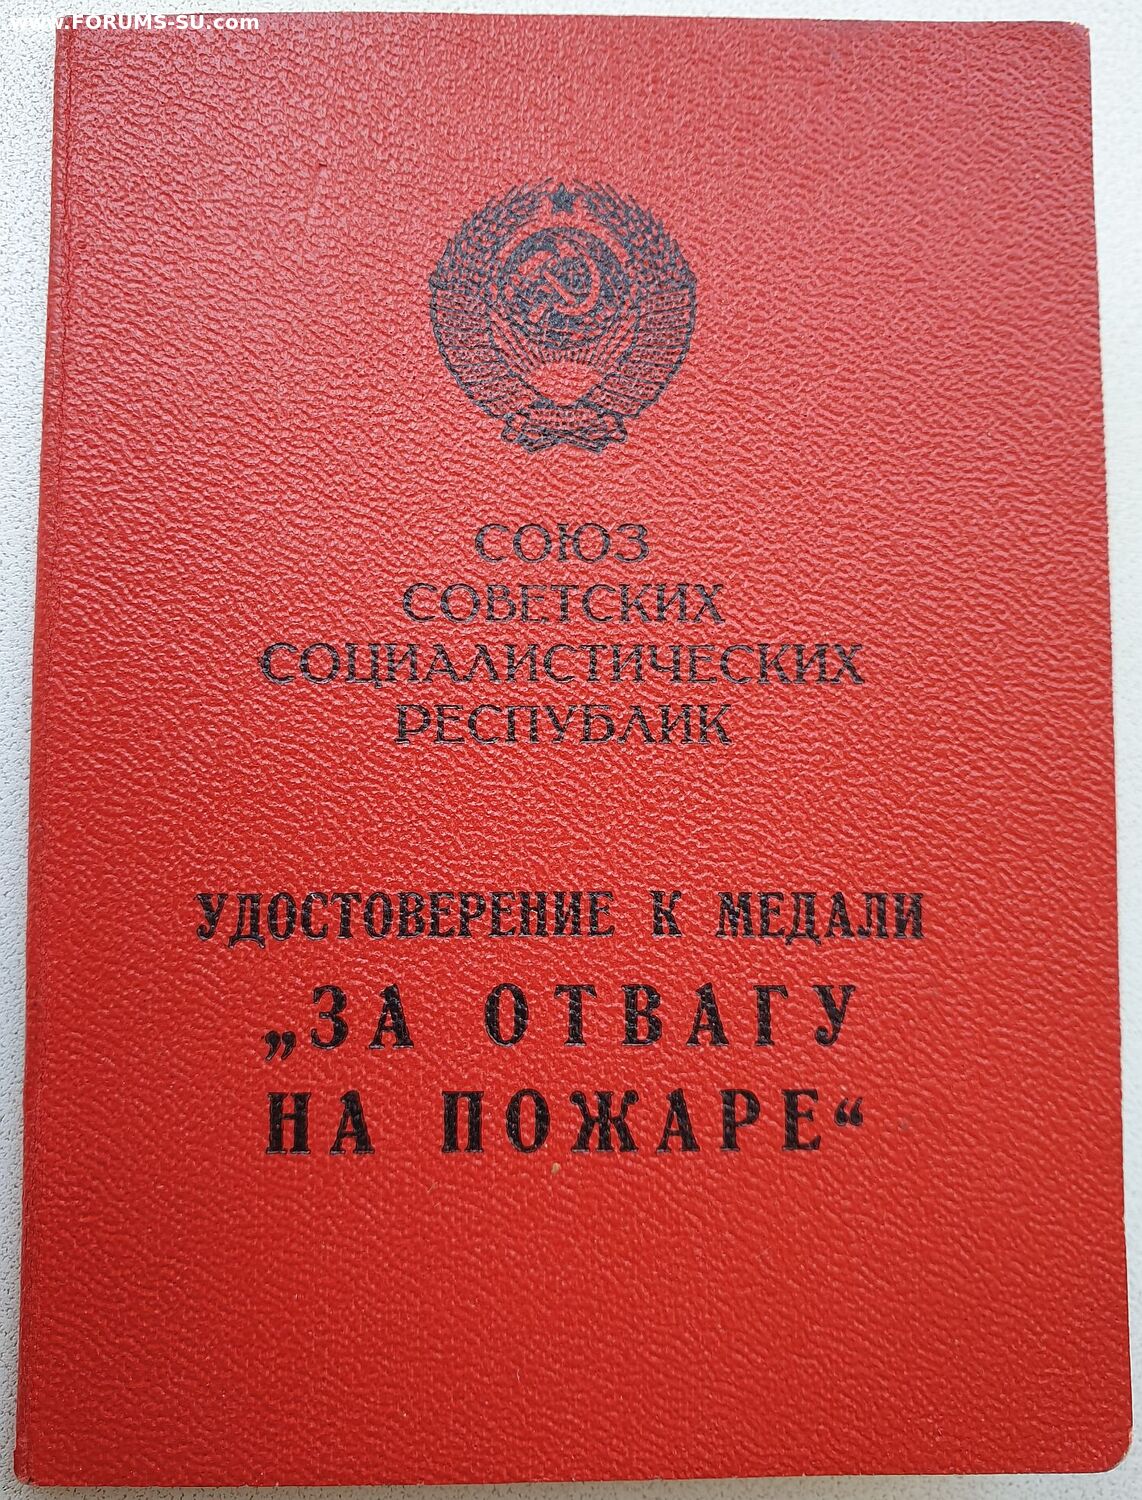 www.FORUMS-SU.com
СОЮЗ
СОВЕТСКИХ
СОЦИАЛИСТИЧЕСКИХ
РЕСПУБЛИК
УДОСТОВЕРЕНИЕ К МЕДАЛИ
„ЗА ОТВАГУ
НА ПОЖАРЕ“